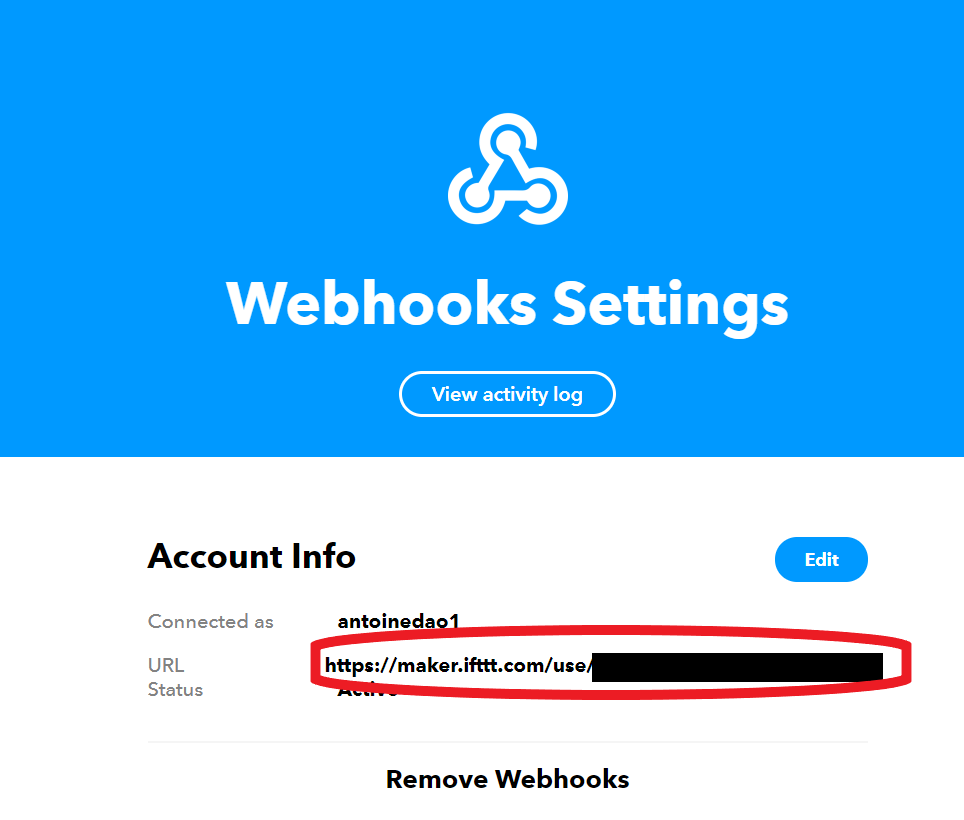 Webhooks Settings
View activity log
Account Info
Edit
Connected as antoinedao1
URL https://maker.ifttt.com/use/
Status Active
Remove Webhooks